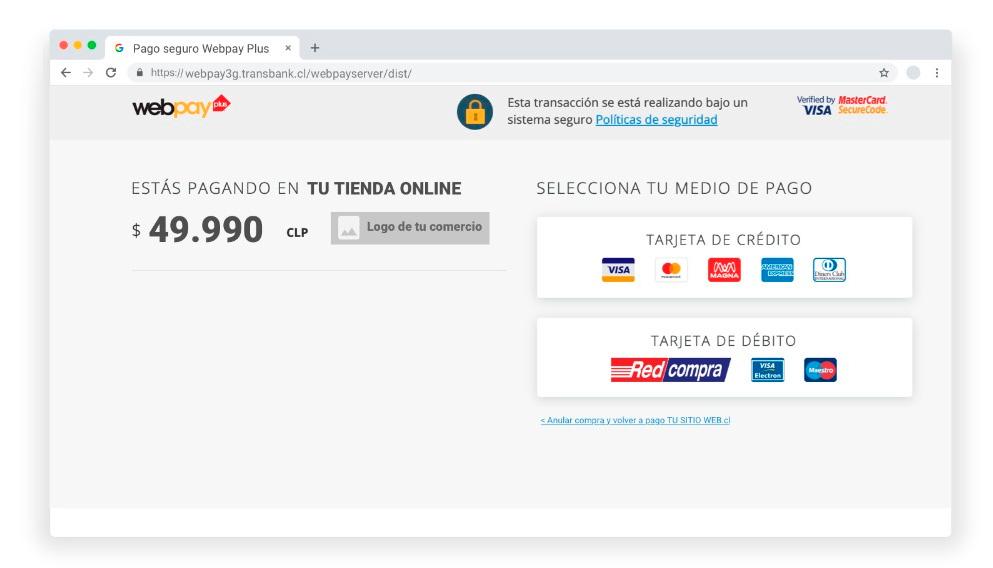 Pago seguro Webpay Plus
https://webpay3g.transbank.cl/webpayserver/dist/
webpay plus
Esta transacción se está realizando bajo un
sistema seguro Políticas de seguridad
Verified by VISA
MasterCard. SecureCode.
ESTÁS PAGANDO EN TU TIENDA ONLINE
$ 49.990 CLP
Logo de tu comercio
SELECCIONA TU MEDIO DE PAGO
TARJETA DE CRÉDITO
VISA
mastercard
MAGNA
AMERICAN EXPRESS
Diners Club INTERNATIONAL
TARJETA DE DÉBITO
Redcompra
VISA Electron
Maestro
< Anular compra y volver a pago TU SITIO WEB.cl